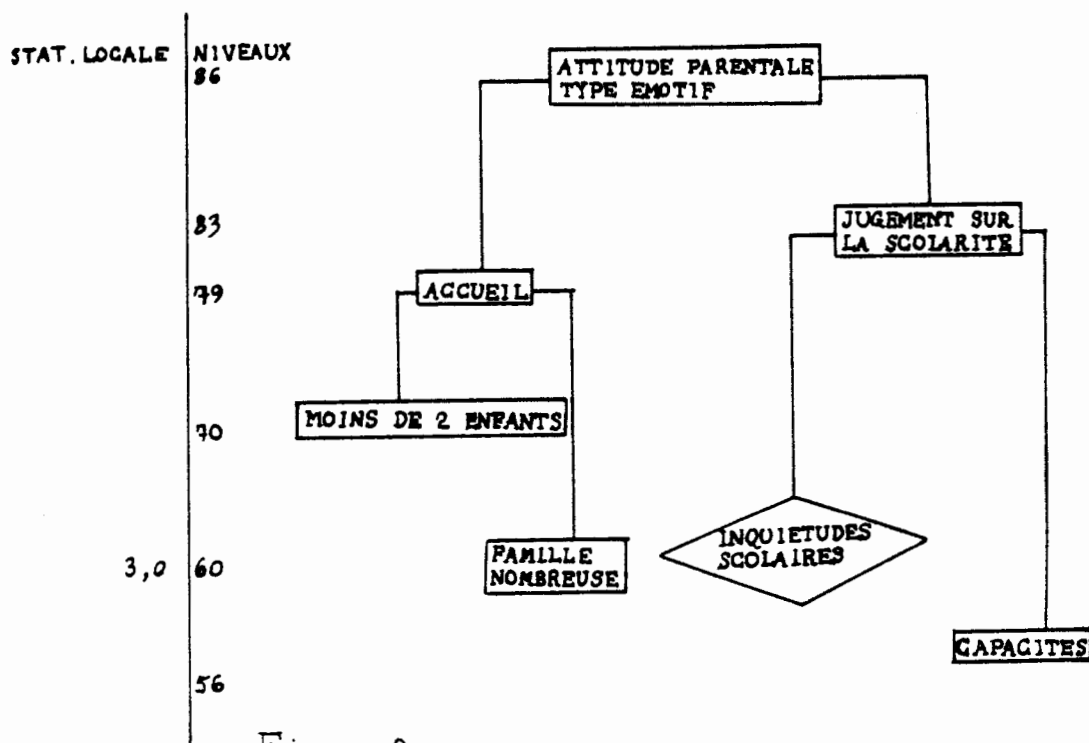 STAT. LOCALE
NIVEAUX
86
ATTITUDE PARENTALE
TYPE EMOTIF
83
JUGEMENT SUR
LA SCOLARITE
79
ACCUEIL
MOINS DE 2 ENFANTS
70
3,0
60
FAMILLE
NOMBREUSE
INQUIETUDES
SCOLAIRES
CAPACITES
56